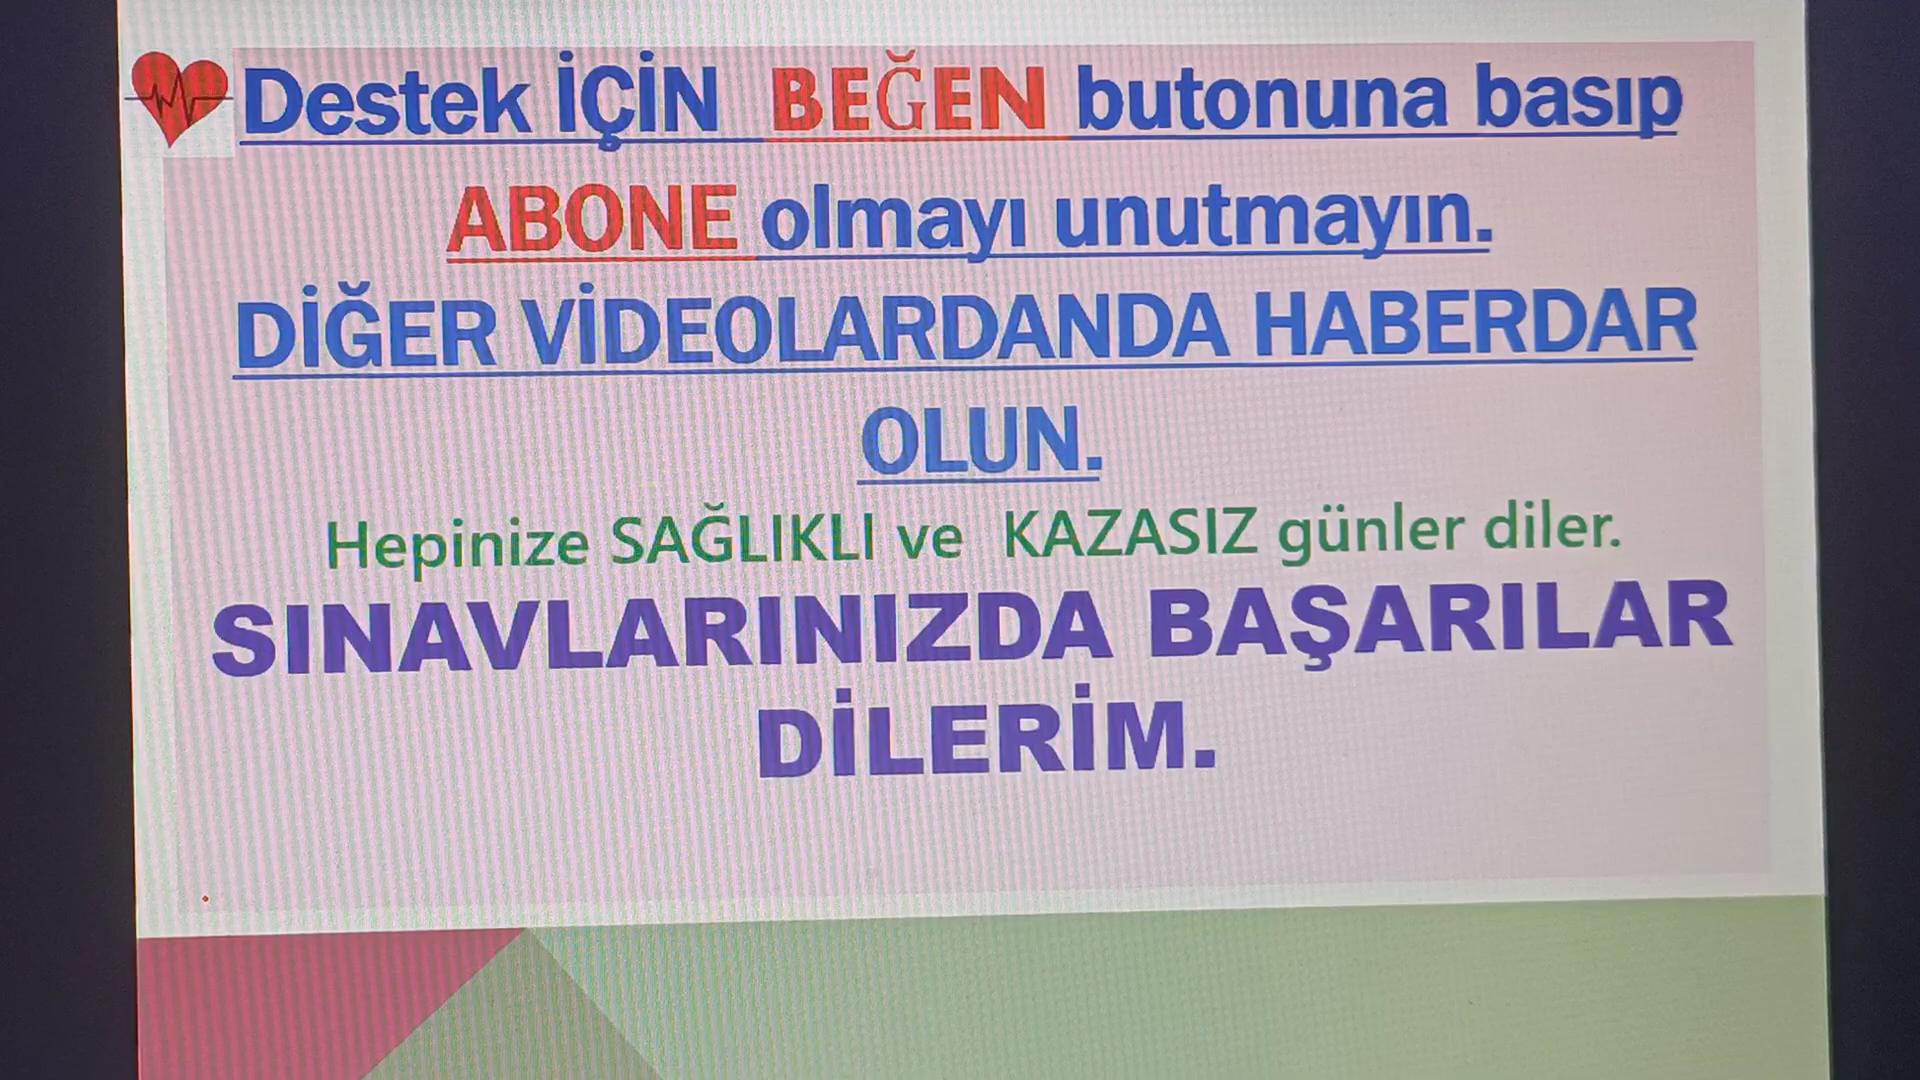 Destek İÇİN BEĞEN butonuna basıp
ABONE olmayı unutmayın.
DİĞER VİDEOLARDANDA HABERDAR
OLUN.
Hepinize SAĞLIKLI ve KAZASIZ günler diler.
SINAVLARINIZDA BAŞARILAR
DİLERİM.